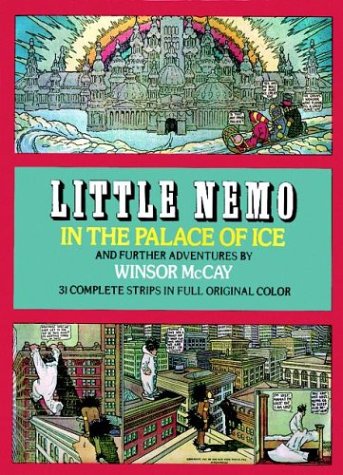 LITTLE NEMO
IN THE PALACE OF ICE
AND FURTHER ADVENTURES BY
WINSOR McCAY
31 COMPLETE STRIPS IN FULL ORIGINAL COLOR